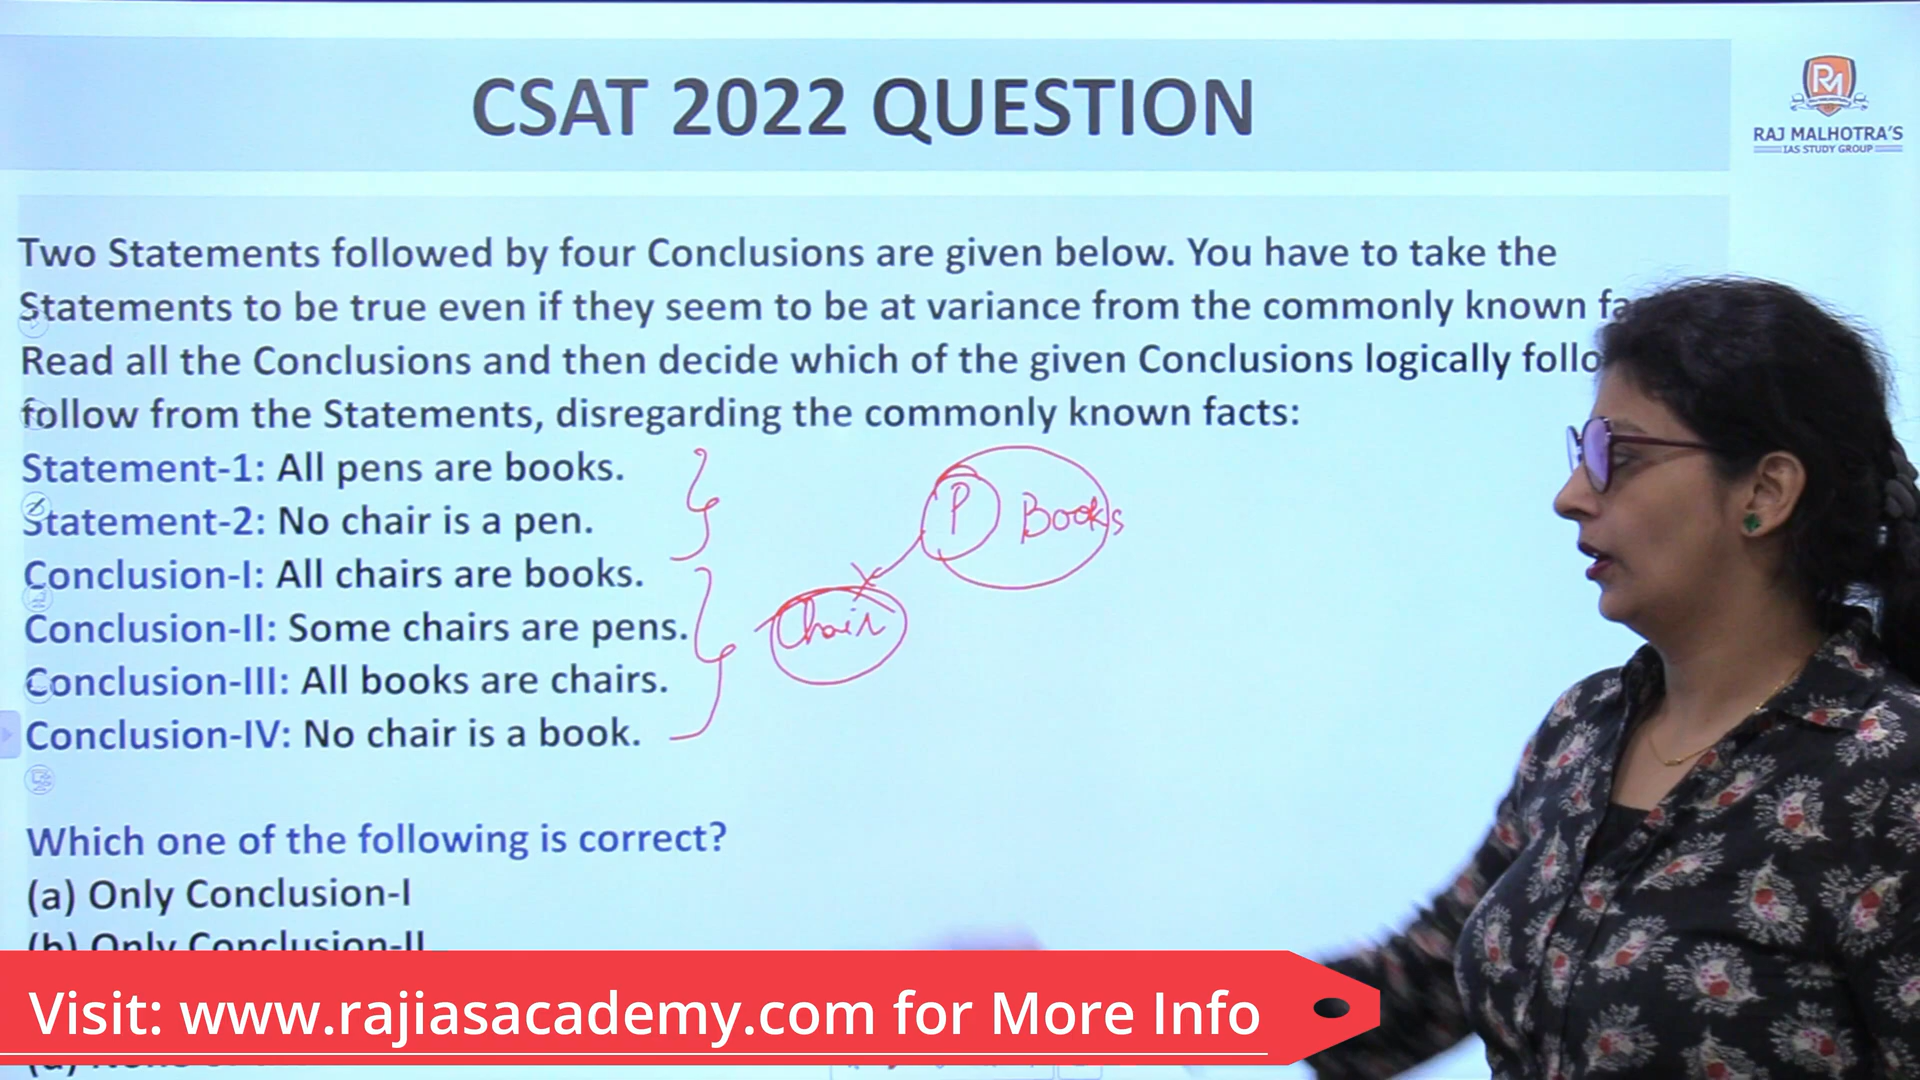 CSAT 2022 QUESTION
RM
RAJ MALHOTRA'S
IAS STUDY GROUP
Two Statements followed by four Conclusions are given below. You have to take the
Statements to be true even if they seem to be at variance from the commonly known
Read all the Conclusions and then decide which of the given Conclusions logically
follow from the Statements, disregarding the commonly known facts:
Statement-1: All pens are books.
Statement-2: No chair is a pen.
Conclusion-I: All chairs are books.
Conclusion-II: Some chairs are pens.
Conclusion-III: All books are chairs.
Conclusion-IV: No chair is a book.
P Books
Chair
Which one of the following is correct?
(a) Only Conclusion-I
(b) Only Conclusion-II
Visit: www.rajiasacademy.com for More Info